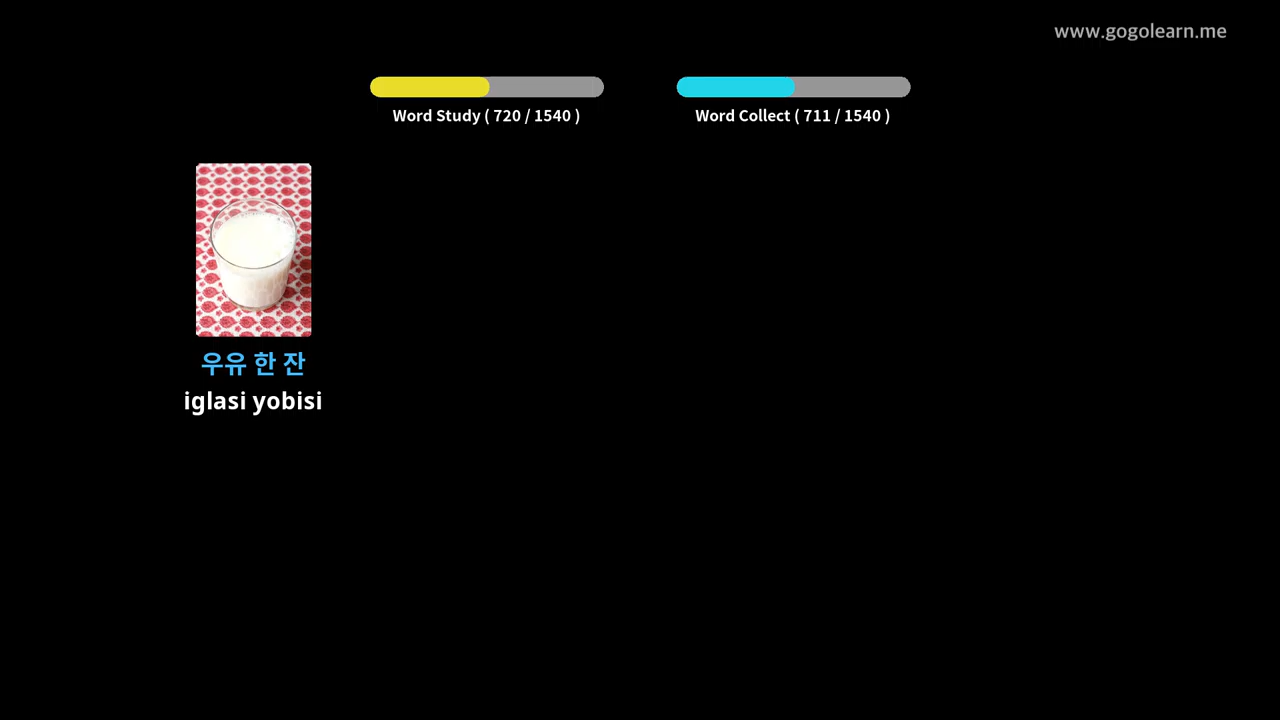 www.gogolearn.me
Word Study ( 720 / 1540 )
Word Collect ( 711 / 1540 )
우유 한 잔
iglasi yobisi